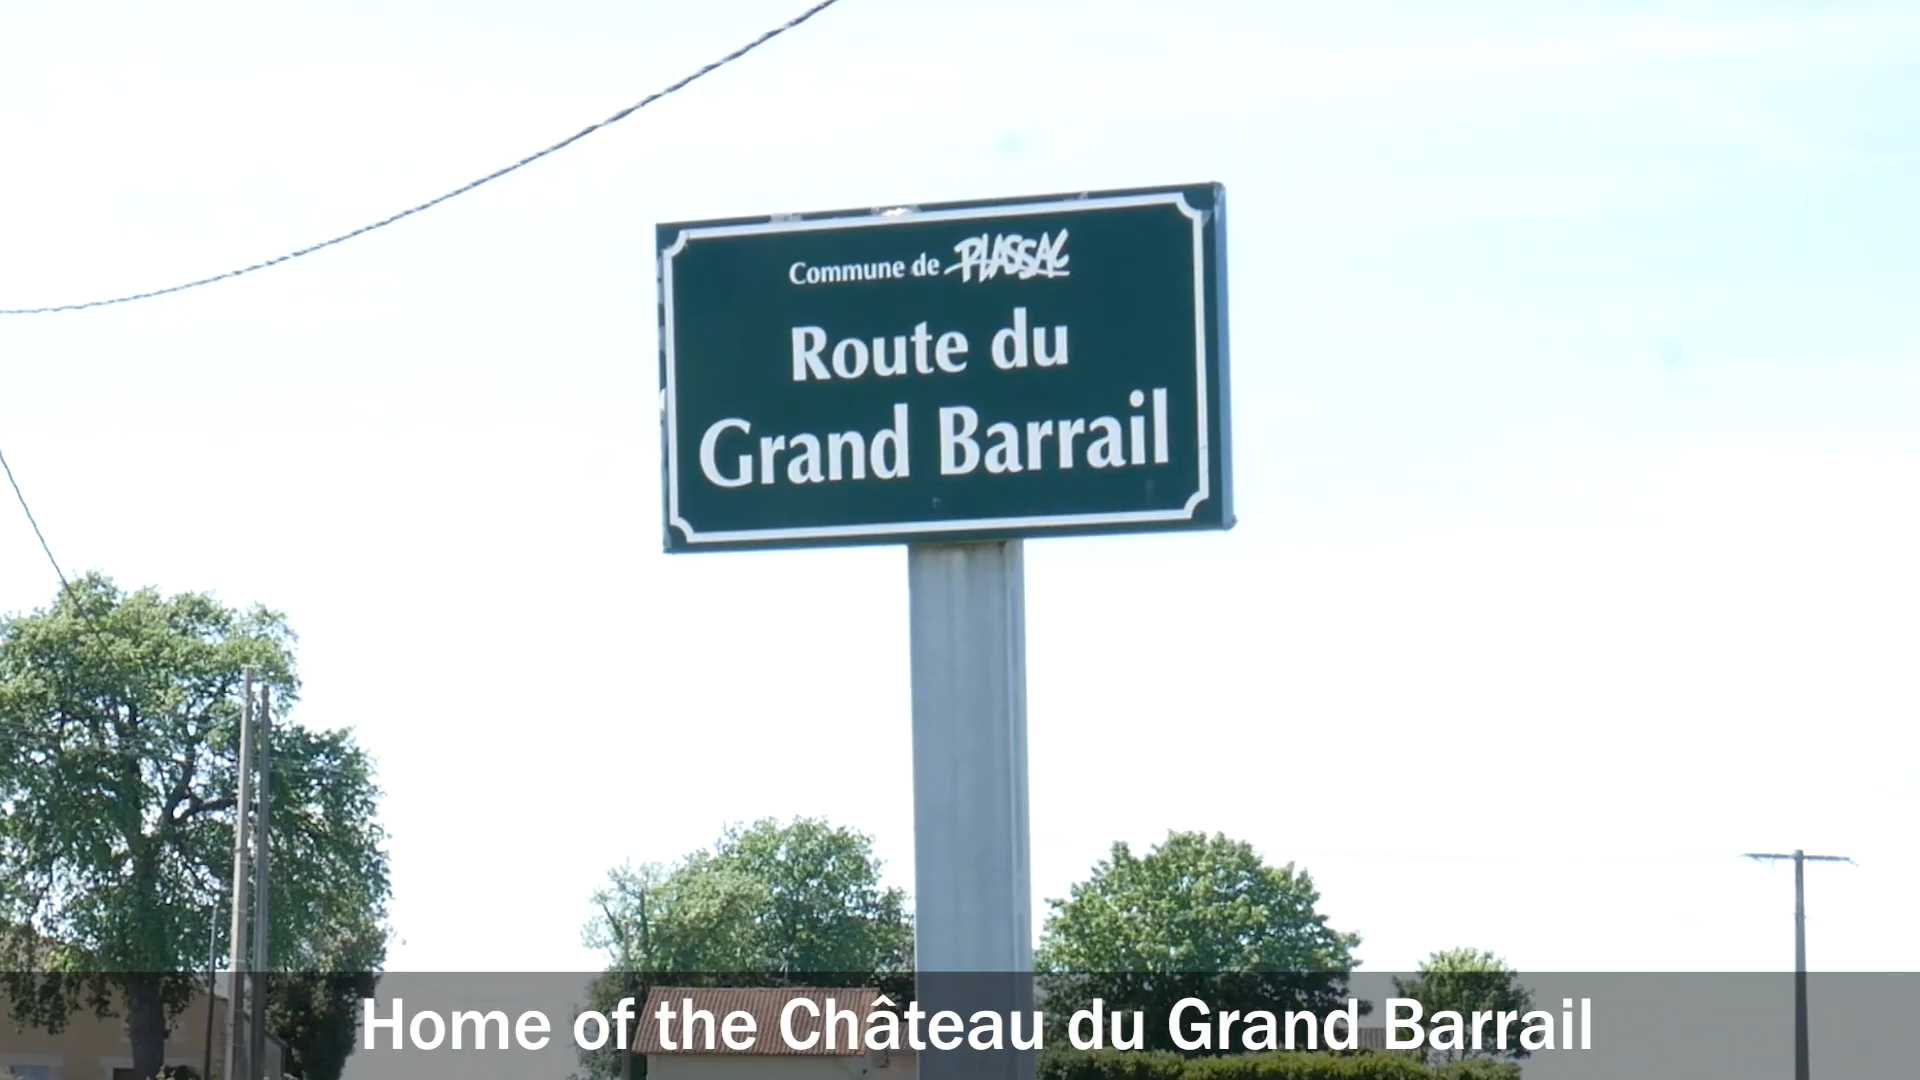 Commune de PLASSAC
Route du
Grand Barrail
Home of the Château du Grand Barrail